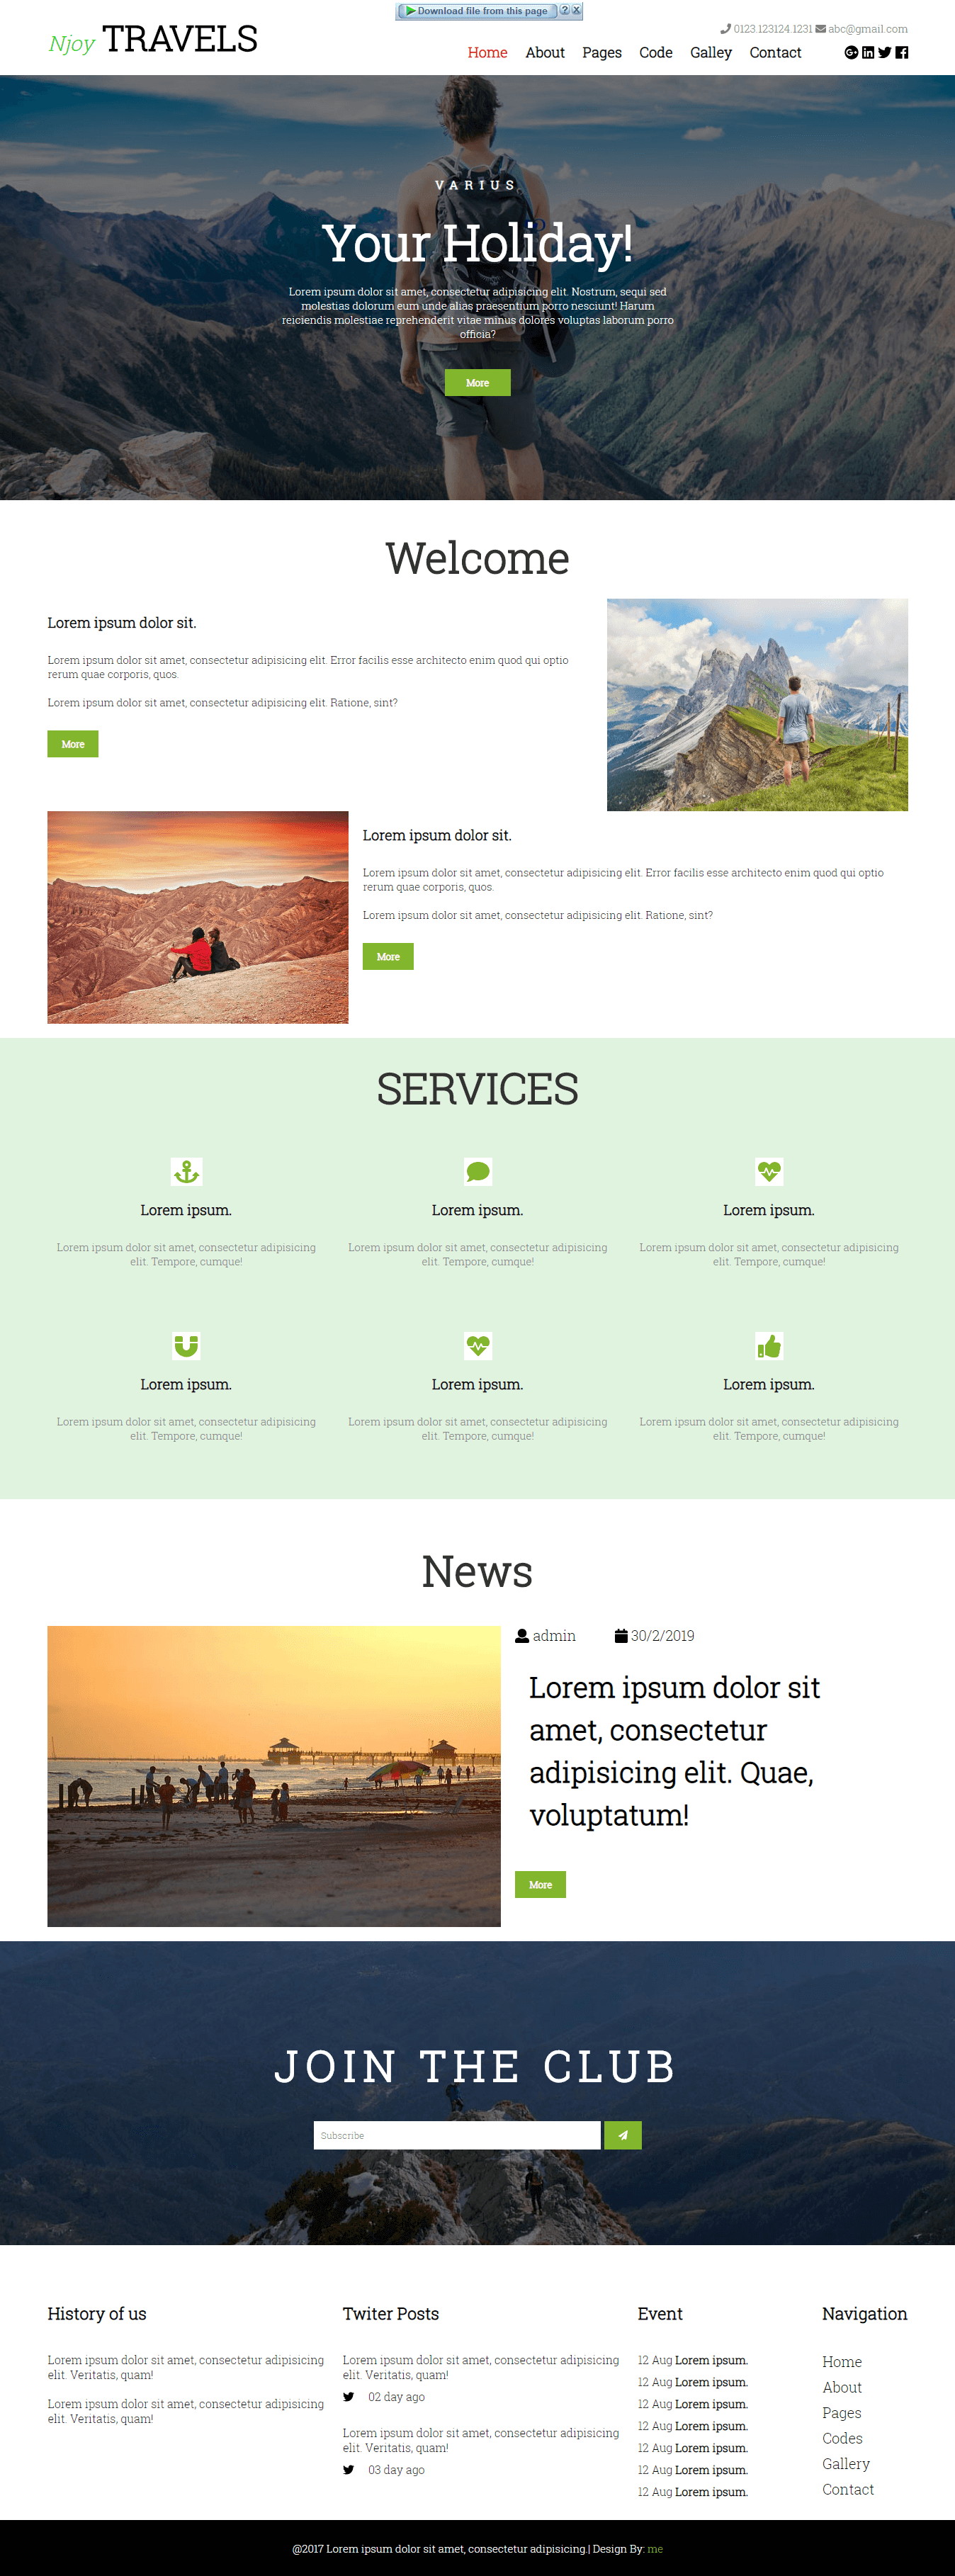 Download file from this page
Njoy TRAVELS
0123.123124.1231 abc@gmail.com
Home About Pages Code Galley Contact
VARIUS
Your Holiday!
Lorem ipsum dolor sit amet, consectetur adipisicing elit. Nostrum, sequi sed
molestias dolorum eum unde alias praesentium porro nesciunt! Harum
reiciendis molestiae reprehenderit vitae minus dolores voluptas laborum porro
officia?
More
Welcome
Lorem ipsum dolor sit.
Lorem ipsum dolor sit amet, consectetur adipisicing elit. Error facilis esse architecto enim quod qui optio
rerum quae corporis, quos.
Lorem ipsum dolor sit amet, consectetur adipisicing elit. Ratione, sint?
More
Lorem ipsum dolor sit.
Lorem ipsum dolor sit amet, consectetur adipisicing elit. Error facilis esse architecto enim quod qui optio
rerum quae corporis, quos.
Lorem ipsum dolor sit amet, consectetur adipisicing elit. Ratione, sint?
More
SERVICES
Lorem ipsum.
Lorem ipsum dolor sit amet, consectetur adipisicing
elit. Tempore, cumque!
Lorem ipsum.
Lorem ipsum dolor sit amet, consectetur adipisicing
elit. Tempore, cumque!
Lorem ipsum.
Lorem ipsum dolor sit amet, consectetur adipisicing
elit. Tempore, cumque!
Lorem ipsum.
Lorem ipsum dolor sit amet, consectetur adipisicing
elit. Tempore, cumque!
Lorem ipsum.
Lorem ipsum dolor sit amet, consectetur adipisicing
elit. Tempore, cumque!
Lorem ipsum.
Lorem ipsum dolor sit amet, consectetur adipisicing
elit. Tempore, cumque!
News
admin 30/2/2019
Lorem ipsum dolor sit
amet, consectetur
adipisicing elit. Quae,
voluptatum!
More
JOIN THE CLUB
Subscribe
History of us
Lorem ipsum dolor sit amet, consectetur adipisicing
elit. Veritatis, quam!
Lorem ipsum dolor sit amet, consectetur adipisicing
elit. Veritatis, quam!
Twiter Posts
Lorem ipsum dolor sit amet, consectetur adipisicing
elit. Veritatis, quam!
02 day ago
Lorem ipsum dolor sit amet, consectetur adipisicing
elit. Veritatis, quam!
03 day ago
Event
12 Aug Lorem ipsum.
12 Aug Lorem ipsum.
12 Aug Lorem ipsum.
12 Aug Lorem ipsum.
12 Aug Lorem ipsum.
12 Aug Lorem ipsum.
12 Aug Lorem ipsum.
Navigation
Home
About
Pages
Codes
Gallery
Contact
@2017 Lorem ipsum dolor sit amet, consectetur adipisicing.| Design By: me